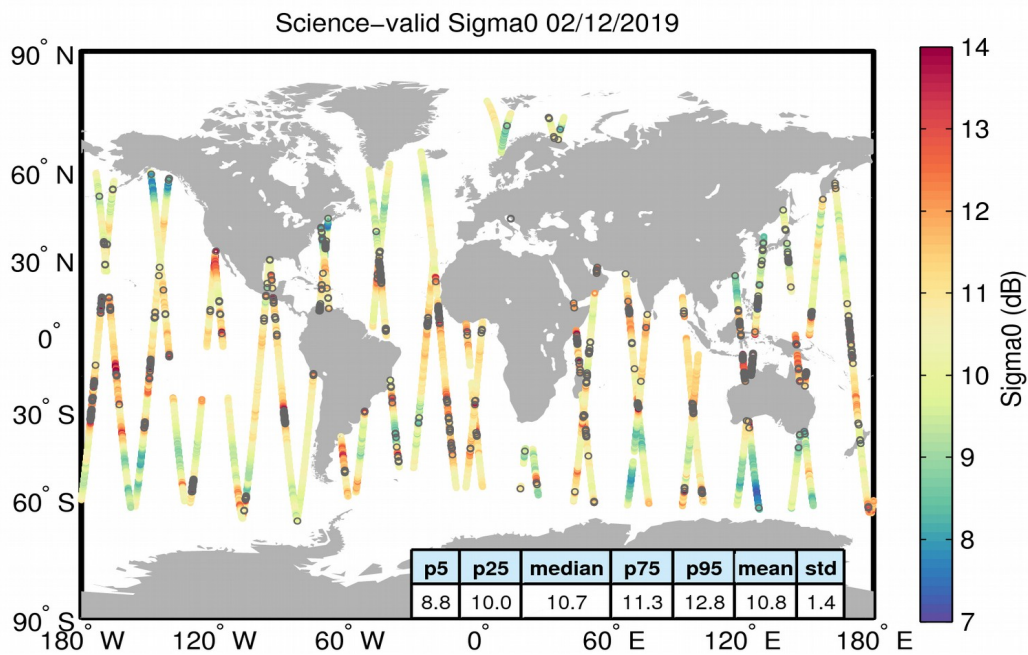 Science−valid Sigma0 02/12/2019
90° N
60° N
30° N
0°
30° S
60° S
90° S
180° W
120° W
60° W
0°
60° E
120° E
180° E
14
13
12
11
10
9
8
7
Sigma0 (dB)
p5 p25 median p75 p95 mean std
8.8 10.0 10.7 11.3 12.8 10.8 1.4